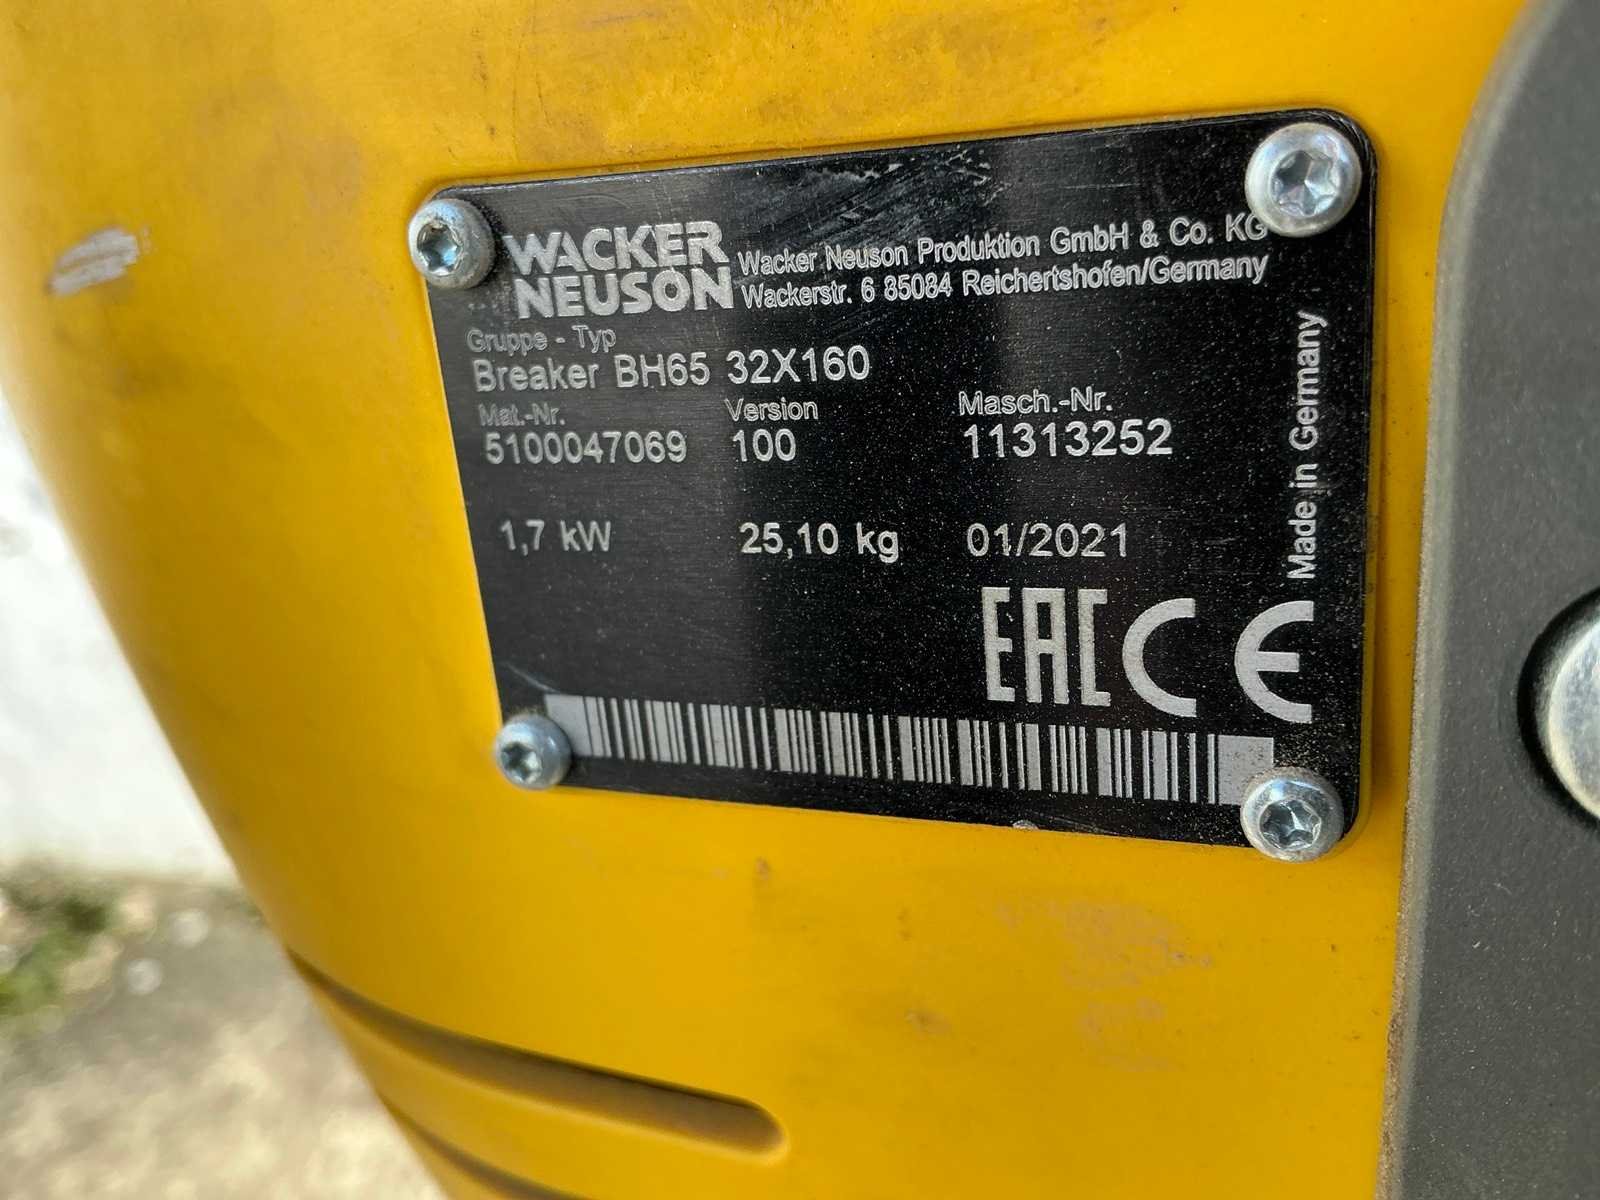 WACKER
NEUSON
Wacker Neuson Produktion GmbH & Co. KG
Wackerstr. 6 85084 Reichertshofen/Germany
Gruppe - Typ
Breaker BH65 32X160
Mat.-Nr. Version Masch.-Nr.
5100047069 100 11313252
1,7 kW 25,10 kg 01/2021
Made in Germany
EAC CE